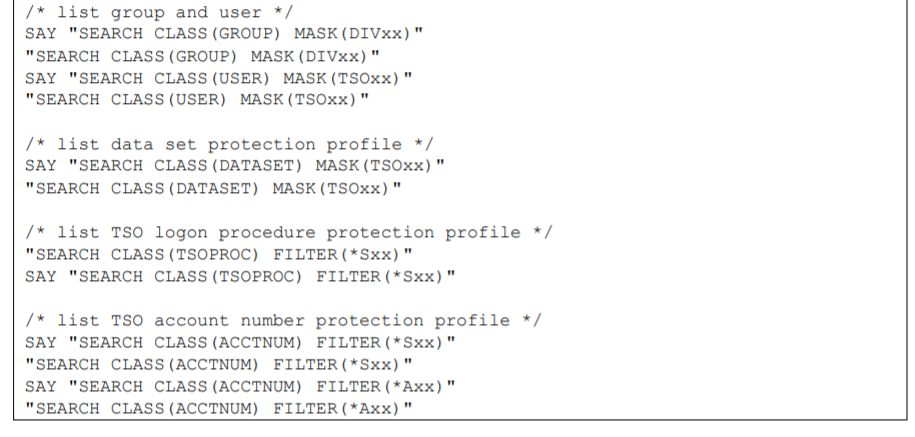 /* list group and user */
SAY "SEARCH CLASS(GROUP) MASK(DIVxx)"
"SEARCH CLASS(GROUP) MASK(DIVxx)"
SAY "SEARCH CLASS(USER) MASK(TSOxx)"
"SEARCH CLASS(USER) MASK(TSOxx)"

/* list data set protection profile */
SAY "SEARCH CLASS(DATASET) MASK(TSOxx)"
"SEARCH CLASS(DATASET) MASK(TSOxx)"

/* list TSO logon procedure protection profile */
"SEARCH CLASS(TSOPROC) FILTER(*Sxx)"
SAY "SEARCH CLASS(TSOPROC) FILTER(*Sxx)"

/* list TSO account number protection profile */
SAY "SEARCH CLASS(ACCTNUM) FILTER(*Sxx)"
"SEARCH CLASS(ACCTNUM) FILTER(*Sxx)"
SAY "SEARCH CLASS(ACCTNUM) FILTER(*Axx)"
"SEARCH CLASS(ACCTNUM) FILTER(*Axx)"